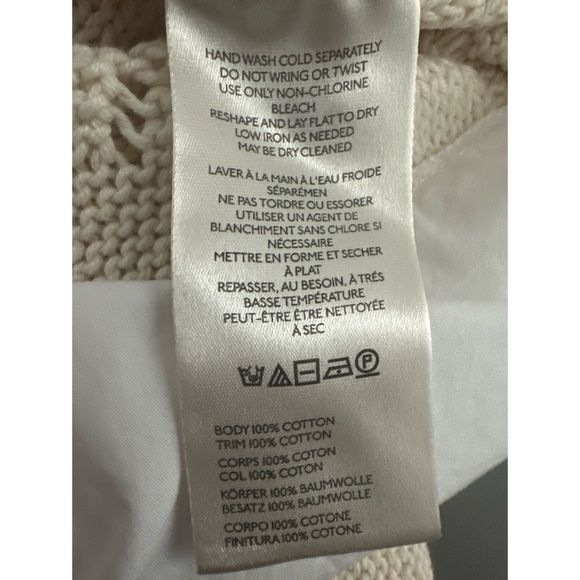 HAND WASH COLD SEPARATELY
DO NOT WRING OR TWIST
USE ONLY NON-CHLORINE
BLEACH
RESHAPE AND LAY FLAT TO DRY
LOW IRON AS NEEDED
MAY BE DRY CLEANED
LAVER À LA MAIN À L'EAU FROIDE
SÉPARÉMEN
NE PAS TORDRE OU ESSORER
UTILISER UN AGENT DE
BLANCHIMENT SANS CHLORE SI
NÉCESSAIRE
METTRE EN FORME ET SECHER
À PLAT
REPASSER, AU BESOIN, À TRÉS
BASSE TEMPÉRATURE
PEUT-ÊTRE ÊTRE NETTOYÉE
À SEC
P
BODY 100% COTTON
TRIM 100% COTTON
CORPS 100% COTON
COL 100% COTON
KÖRPER 100% BAUMWOLLE
BESATZ 100% BAUMWOLLE
CORPO 100% COTONE
FINITURA 100% COTONE